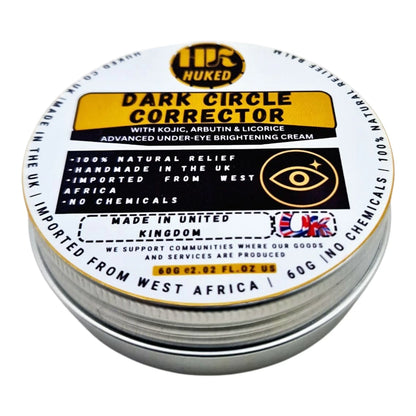 HK
HUKED
DARK CIRCLE
CORRECTOR
WITH KOJIC, ARBUTIN & LICORICE
ADVANCED UNDER-EYE BRIGHTENING CREAM
-100% NATURAL RELIEF
-HANDMADE IN THE UK
-IMPORTED FROM WEST
AFRICA
-NO CHEMICALS
MADE IN UNITED
KINGDOM
UK
WE SUPPORT COMMUNITIES WHERE OUR GOODS
AND SERVICES ARE PRODUCED
60G e2.02 FL.OZ US
HUKED.CO.UK | MADE IN THE UK | IMPORTED FROM WEST AFRICA | 60G | NO CHEMICALS | 100% NATURAL RELIEF BALM